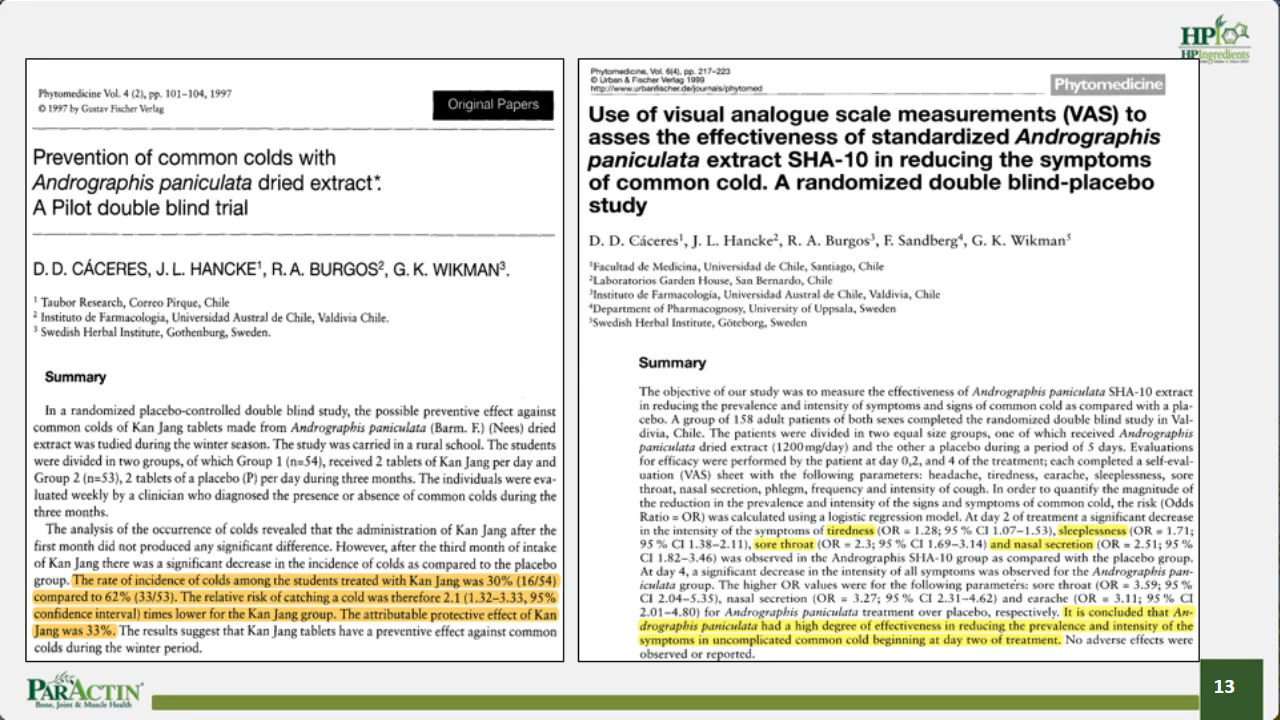 HP
HPIngredients
Phytomedicine Vol. 4 (2), pp. 101–104, 1997
© 1997 by Gustav Fischer Verlag
Original Papers
Prevention of common colds with
Andrographis paniculata dried extract*.
A Pilot double blind trial
D. D. CÁCERES, J. L. HANCKE¹, R. A. BURGOS², G. K. WIKMAN³.
¹ Taubor Research, Correo Pirque, Chile
² Instituto de Farmacologia, Universidad Austral de Chile, Valdivia Chile.
³ Swedish Herbal Institute, Gothenburg, Sweden.
Summary
In a randomized placebo-controlled double blind study, the possible preventive effect against
common colds of Kan Jang tablets made from Andrographis paniculata (Barm. F.) (Nees) dried
extract was tudied during the winter season. The study was carried in a rural school. The students
were divided in two groups, of which Group 1 (n=54), received 2 tablets of Kan Jang per day and
Group 2 (n=53), 2 tablets of a placebo (P) per day during three months. The individuals were eva-
luated weekly by a clinician who diagnosed the presence or absence of common colds during the
three months.
The analysis of the occurrence of colds revealed that the administration of Kan Jang after the
first month did not produce any significant difference. However, after the third month of intake
of Kan Jang there was a significant decrease in the incidence of colds as compared to the placebo
group. The rate of incidence of colds among the students treated with Kan Jang was 30% (16/54)
compared to 62% (33/53). The relative risk of catching a cold was therefore 2.1 (1.32–3.33, 95%
confidence interval) times lower for the Kan Jang group. The attributable protective effect of Kan
Jang was 33%. The results suggest that Kan Jang tablets have a preventive effect against common
colds during the winter period.
Phytomedicine, Vol. 6(4), pp. 217–223
© Urban & Fischer Verlag 1999
http://www.urbanfischer.de/journals/phytomed
Phytomedicine
Use of visual analogue scale measurements (VAS) to
asses the effectiveness of standardized Andrographis
paniculata extract SHA-10 in reducing the symptoms
of common cold. A randomized double blind-placebo
study
D. D. Cáceres¹, J. L. Hancke², R. A. Burgos³, F. Sandberg⁴, G. K. Wikman⁵
¹Facultad de Medicina, Universidad de Chile, Santiago, Chile
²Laboratorios Garden House, San Bernardo, Chile
³Instituto de Farmacología, Universidad Austral de Chile, Valdivia, Chile
⁴Department of Pharmacognosy, University of Uppsala, Sweden
⁵Swedish Herbal Institute, Göteborg, Sweden
Summary
The objective of our study was to measure the effectiveness of Andrographis paniculata SHA-10 extract
in reducing the prevalence and intensity of symptoms and signs of common cold as compared with a pla-
cebo. A group of 158 adult patients of both sexes completed the randomized double blind study in Val-
divia, Chile. The patients were divided in two equal size groups, one of which received Andrographis
paniculata dried extract (1200 mg/day) and the other a placebo during a period of 5 days. Evaluations
for efficacy were performed by the patient at day 0,2, and 4 of the treatment; each completed a self-eval-
uation (VAS) sheet with the following parameters: headache, tiredness, earache, sleeplessness, sore
throat, nasal secretion, phlegm, frequency and intensity of cough. In order to quantify the magnitude of
the reduction in the prevalence and intensity of the signs and symptoms of common cold, the risk (Odds
Ratio = OR) was calculated using a logistic regression model. At day 2 of treatment a significant decrease
in the intensity of the symptoms of tiredness (OR = 1.28; 95 % CI 1.07–1.53), sleeplessness (OR = 1.71;
95 % CI 1.38–2.11), sore throat (OR = 2.3; 95 % CI 1.69–3.14) and nasal secretion (OR = 2.51; 95 %
CI 1.82–3.46) was observed in the Andrographis SHA-10 group as compared with the placebo group.
At day 4, a significant decrease in the intensity of all symptoms was observed for the Andrographis pan-
iculata group. The higher OR values were for the following parameters: sore throat (OR = 3.59; 95 %
CI 2.04–5.35), nasal secretion (OR = 3.27; 95 % CI 2.31–4.62) and earache (OR = 3.11; 95 % CI
2.01–4.80) for Andrographis paniculata treatment over placebo, respectively. It is concluded that An-
drographis paniculata had a high degree of effectiveness in reducing the prevalence and intensity of the
symptoms in uncomplicated common cold beginning at day two of treatment. No adverse effects were
observed or reported.
PARACTIN
Bone, Joint & Muscle Health
13